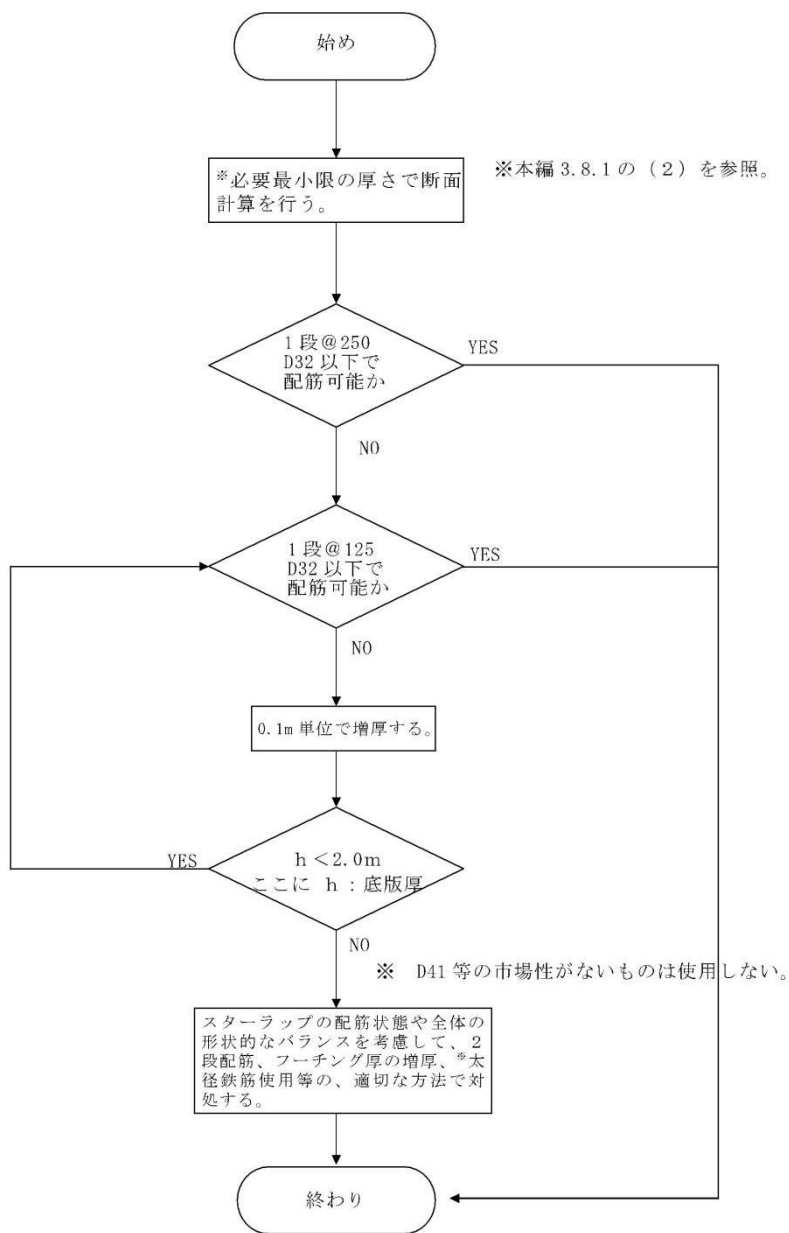 始め
※必要最小限の厚さで断面
計算を行う。
※本編 3.8.1 の（2）を参照。
1 段＠250
D32 以下で
配筋可能か
YES
NO
1 段＠125
D32 以下で
配筋可能か
YES
NO
0.1m 単位で増厚する。
h＜2.0m
ここに h：底版厚
YES
NO
※ D41 等の市場性がないものは使用しない。
スターラップの配筋状態や全体の
形状的なバランスを考慮して、２
段配筋、フーチング厚の増厚、※太
径鉄筋使用等の、適切な方法で対
処する。
終わり